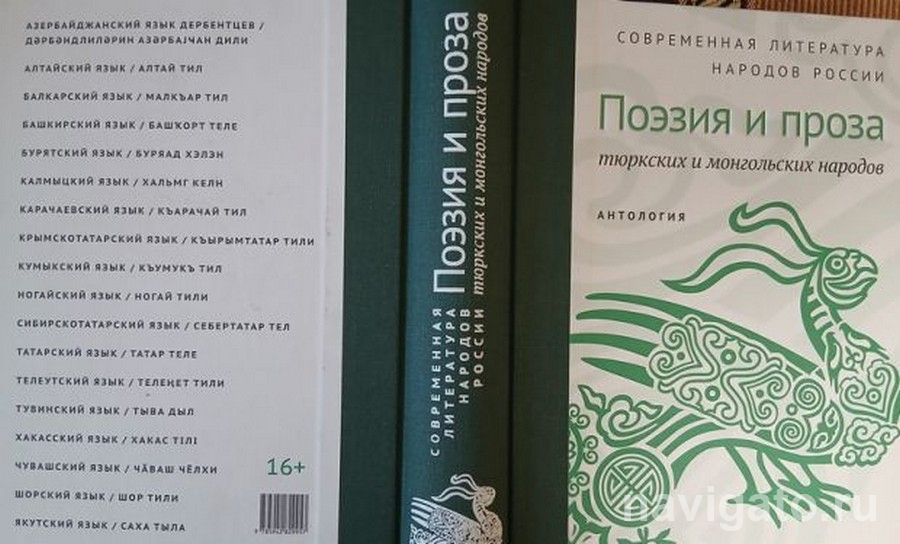 АЗЕРБАЙДЖАНСКИЙ ЯЗЫК ДЕРБЕНТЦЕВ /
ДӘРБӘНДЛИЛӘРИН АЗӘРБАЈҸАН ДИЛИ
АЛТАЙСКИЙ ЯЗЫК / АЛТАЙ ТИЛ
БАЛКАРСКИЙ ЯЗЫК / МАЛКЪАР ТИЛ
БАШКИРСКИЙ ЯЗЫК / БАШҠОРТ ТЕЛЕ
БУРЯТСКИЙ ЯЗЫК / БУРЯАД ХЭЛЭН
КАЛМЫЦКИЙ ЯЗЫК / ХАЛЬМГ КЕЛН
КАРАЧАЕВСКИЙ ЯЗЫК / КЪАРАЧАЙ ТИЛ
КРЫМСКОТАТАРСКИЙ ЯЗЫК / КЪЫРЫМТАТАР ТИЛИ
КУМЫКСКИЙ ЯЗЫК / КЪУМУКЪ ТИЛ
НОГАЙСКИЙ ЯЗЫК / НОГАЙ ТИЛИ
СИБИРСКОТАТАРСКИЙ ЯЗЫК / СЕБЕРТАТАР ТЕЛ
ТАТАРСКИЙ ЯЗЫК / ТАТАР ТЕЛЕ
ТЕЛЕУТСКИЙ ЯЗЫК / ТЕЛЕҤЕТ ТИЛИ
ТУВИНСКИЙ ЯЗЫК / ТЫВА ДЫЛ
ХАКАССКИЙ ЯЗЫК / ХАКАС ТІЛІ
ЧУВАШСКИЙ ЯЗЫК / ЧӐВАШ ЧӖЛХИ
ШОРСКИЙ ЯЗЫК / ШОР ТИЛИ
ЯКУТСКИЙ ЯЗЫК / САХА ТЫЛА
16+
СОВРЕМЕННАЯ
ЛИТЕРАТУРА
НАРОДОВ
РОССИИ
Поэзия и проза
тюркских и монгольских народов
СОВРЕМЕННАЯ ЛИТЕРАТУРА
НАРОДОВ РОССИИ
Поэзия и проза
тюркских и монгольских народов
АНТОЛОГИЯ
navigato.ru